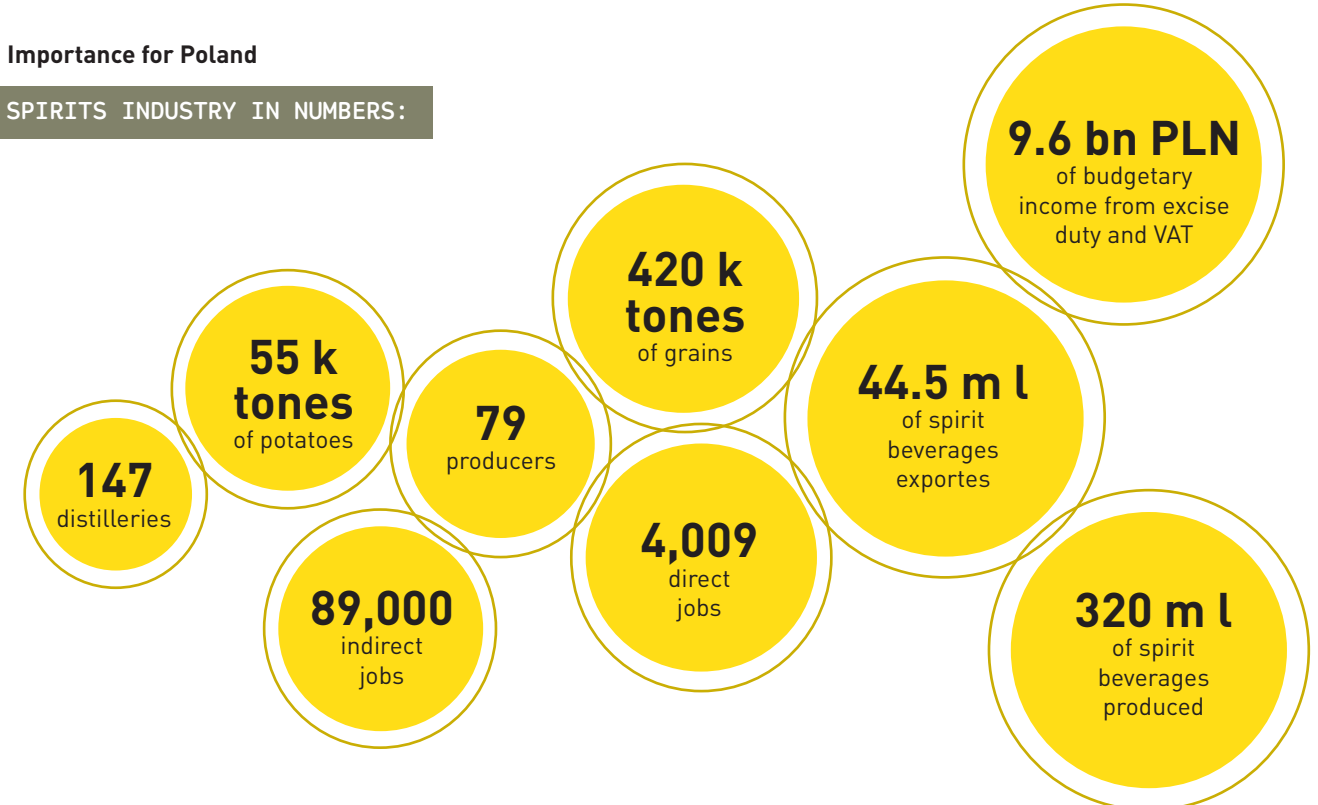 Importance for Poland
SPIRITS INDUSTRY IN NUMBERS:
9.6 bn PLN
of budgetary
income from excise
duty and VAT
420 k
tones
of grains
55 k
tones
of potatoes
44.5 m l
of spirit
beverages
exportes
79
producers
147
distilleries
4,009
direct
jobs
89,000
indirect
jobs
320 m l
of spirit
beverages
produced